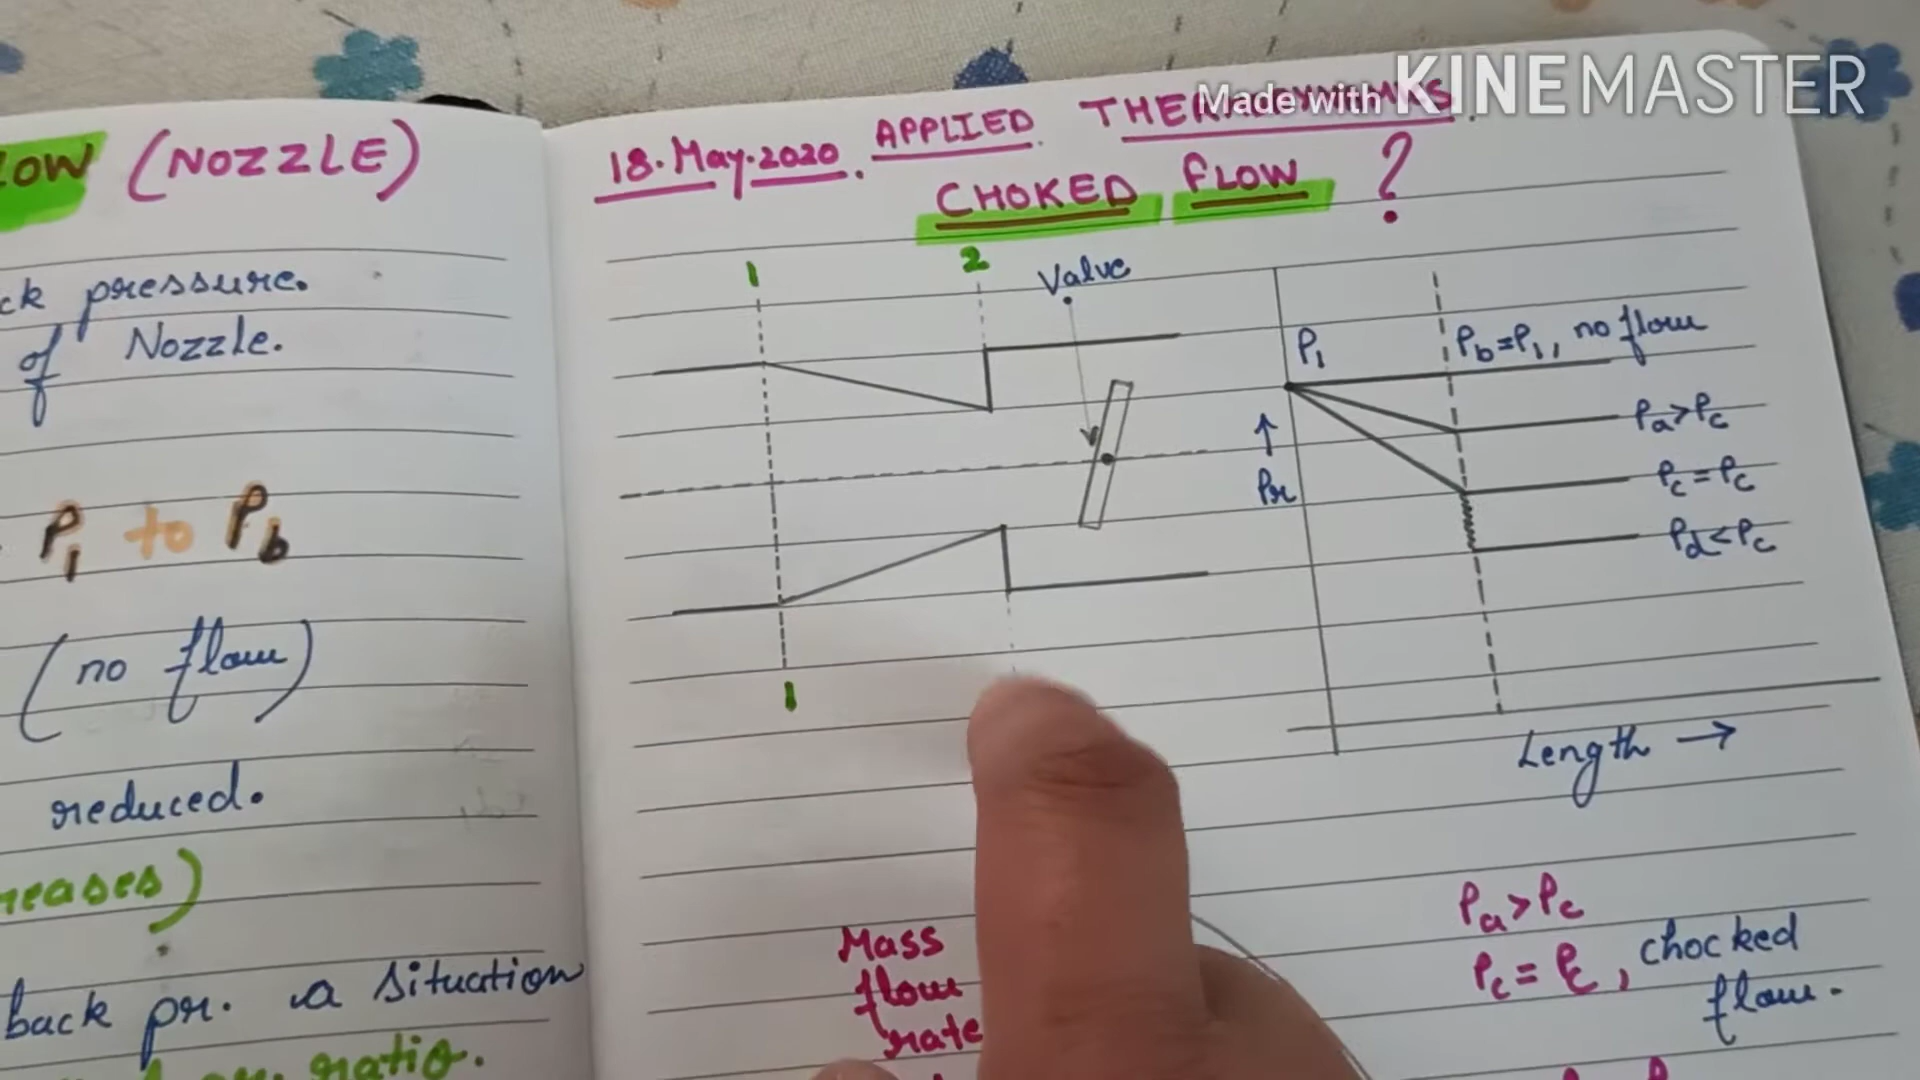 LOW (NOZZLE)
ck pressure.
of Nozzle.
P1 to Pb
(no flow)
reduced.
reases)
back pr. a situation
ratio.
Made with KINEMASTER
18.May.2020. APPLIED THERMODYNAMICS.
CHOKED FLOW ?
1
2
Valve
1
P1
Pb=P1, no flow
Pa>Pc
Pr
Pc=Pc
Pd<Pc
Length →
Mass
flow
rate
Pa>Pc
Pc=Pc, chocked
flow.